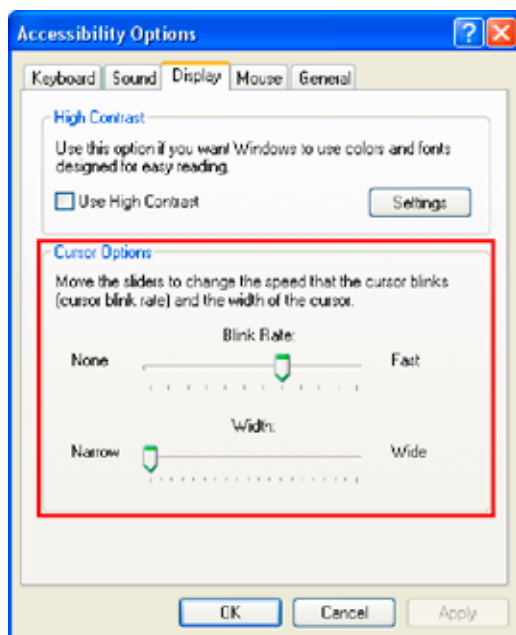 Accessibility Options
?
Keyboard Sound Display Mouse General
High Contrast
Use this option if you want Windows to use colors and fonts
designed for easy reading.
Use High Contrast Settings
Cursor Options
Move the sliders to change the speed that the cursor blinks
(cursor blink rate) and the width of the cursor.
Blink Rate:
None Fast
Width:
Narrow Wide
OK Cancel Apply